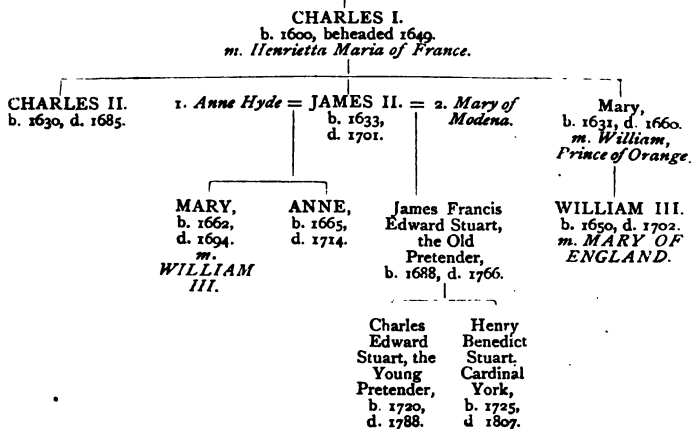 CHARLES I.
b. 1600, beheaded 1649.
m. Henrietta Maria of France.
CHARLES II.
b. 1630, d. 1685.
1. Anne Hyde = JAMES II. = 2. Mary of
Modena.
b. 1633,
d. 1701.
Mary,
b. 1631, d. 1660.
m. William,
Prince of Orange.
MARY,
b. 1662,
d. 1694.
m.
WILLIAM
III.
ANNE,
b. 1665,
d. 1714.
James Francis
Edward Stuart,
the Old
Pretender,
b. 1688, d. 1766.
WILLIAM III.
b. 1650, d. 1702.
m. MARY OF
ENGLAND.
Charles
Edward
Stuart, the
Young
Pretender,
b. 1720,
d. 1788.
Henry
Benedict
Stuart.
Cardinal
York,
b. 1725,
d 1807.